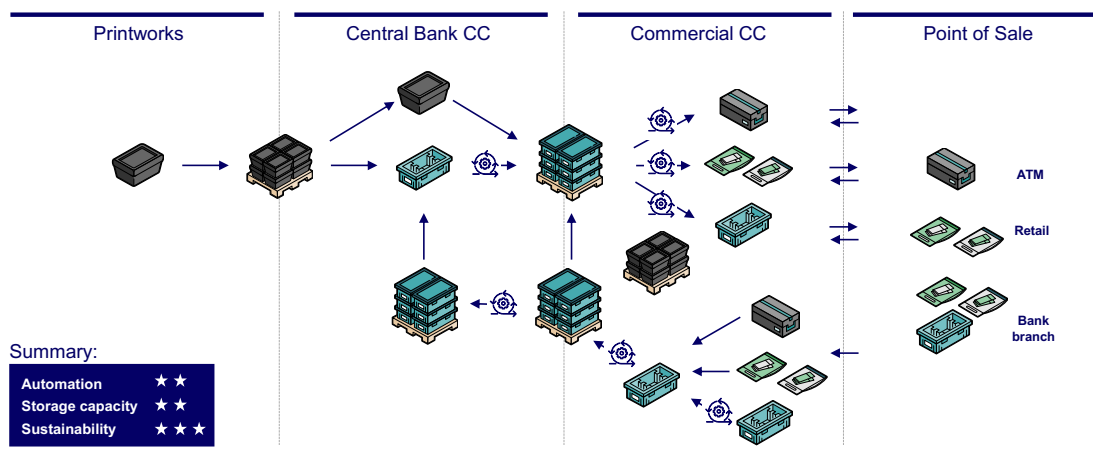 Printworks
Central Bank CC
Commercial CC
Point of Sale
ATM
Retail
Bank
branch
Summary:
Automation ★ ★
Storage capacity ★ ★
Sustainability ★ ★ ★